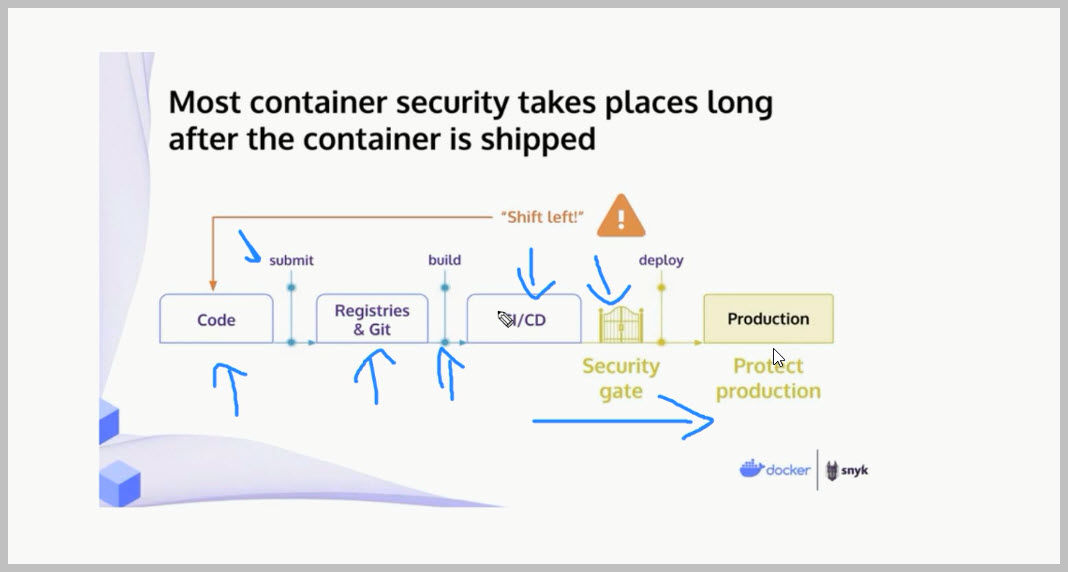 Most container security takes places long
after the container is shipped
“Shift left!”
submit
build
deploy
Code
Registries
& Git
I/CD
Production
Security
gate
Protect
production
docker
snyk